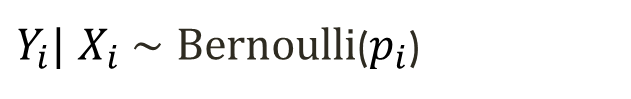 Yᵢ| Xᵢ ~ Bernoulli(pᵢ)